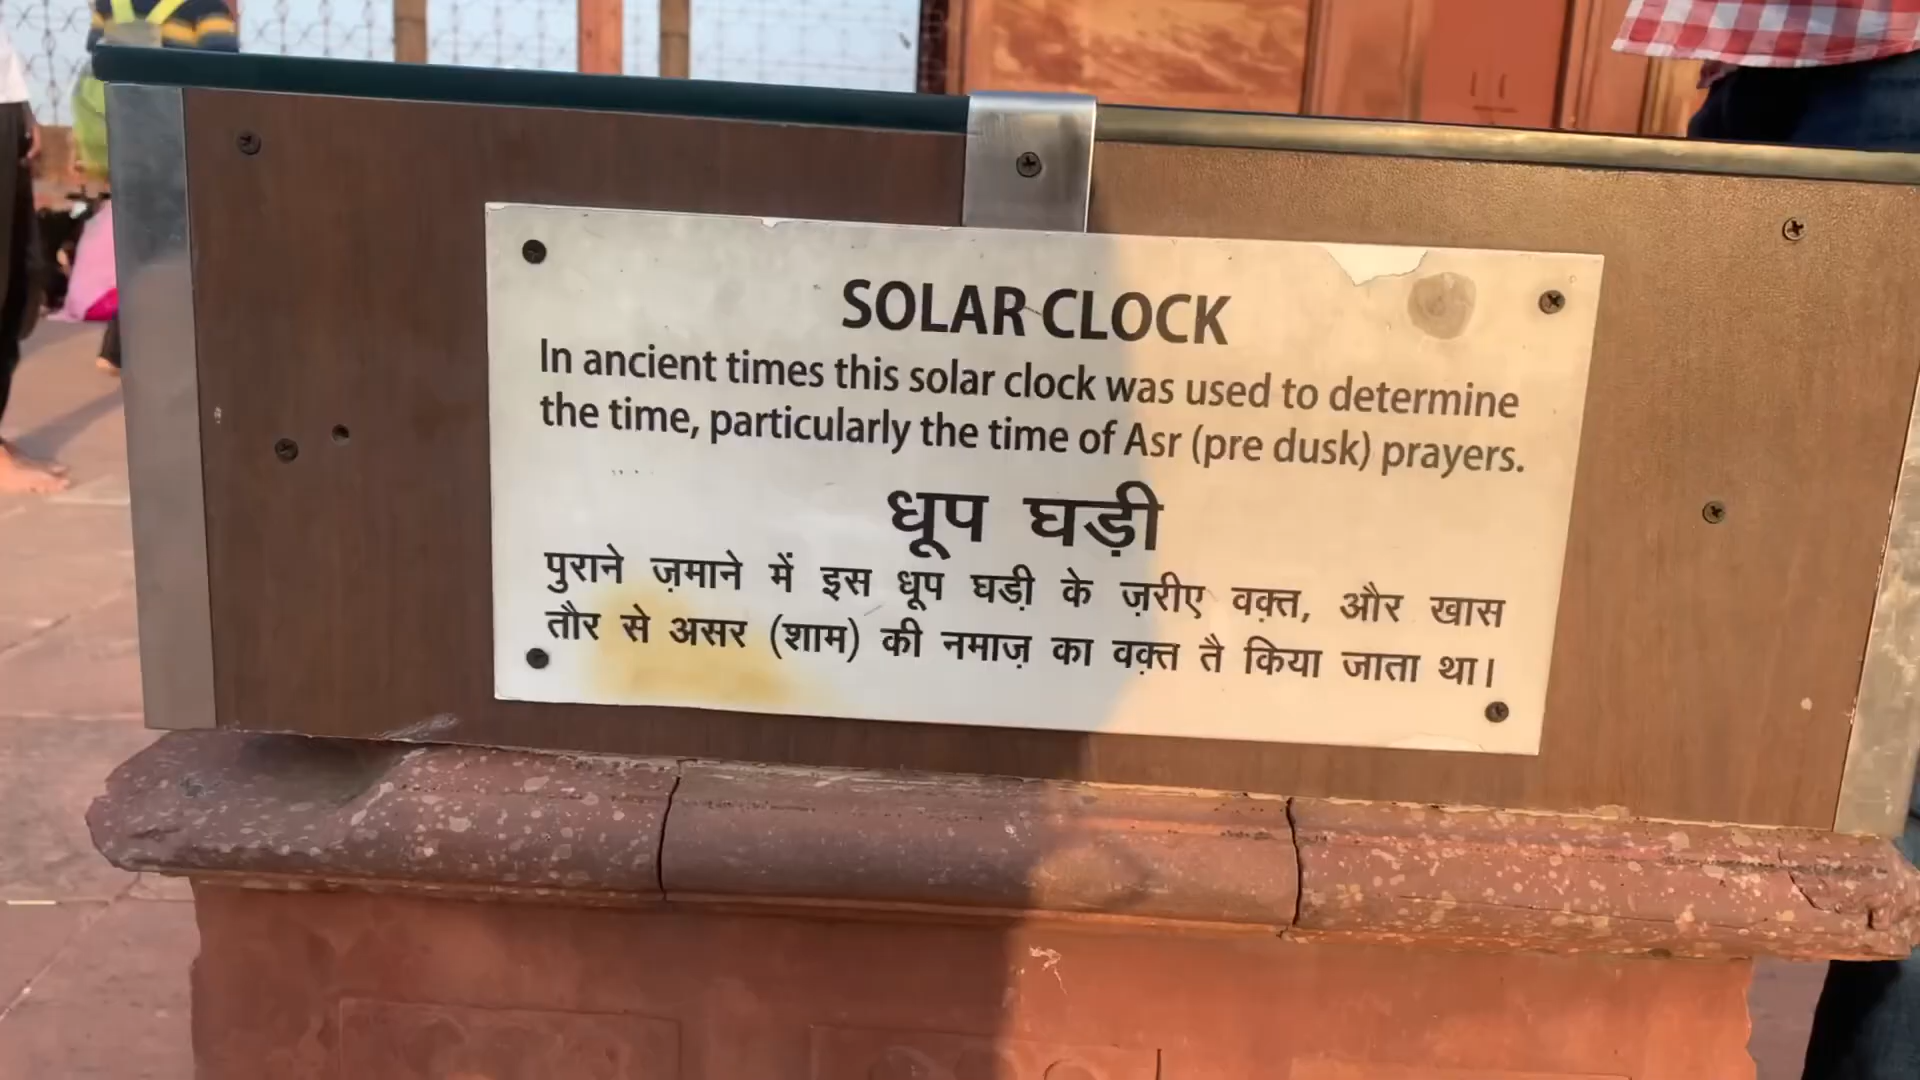 SOLAR CLOCK
In ancient times this solar clock was used to determine
the time, particularly the time of Asr (pre dusk) prayers.
धूप घड़ी
पुराने ज़माने में इस धूप घड़ी के ज़रीए वक़्त, और खास
तौर से असर (शाम) की नमाज़ का वक़्त तै किया जाता था।